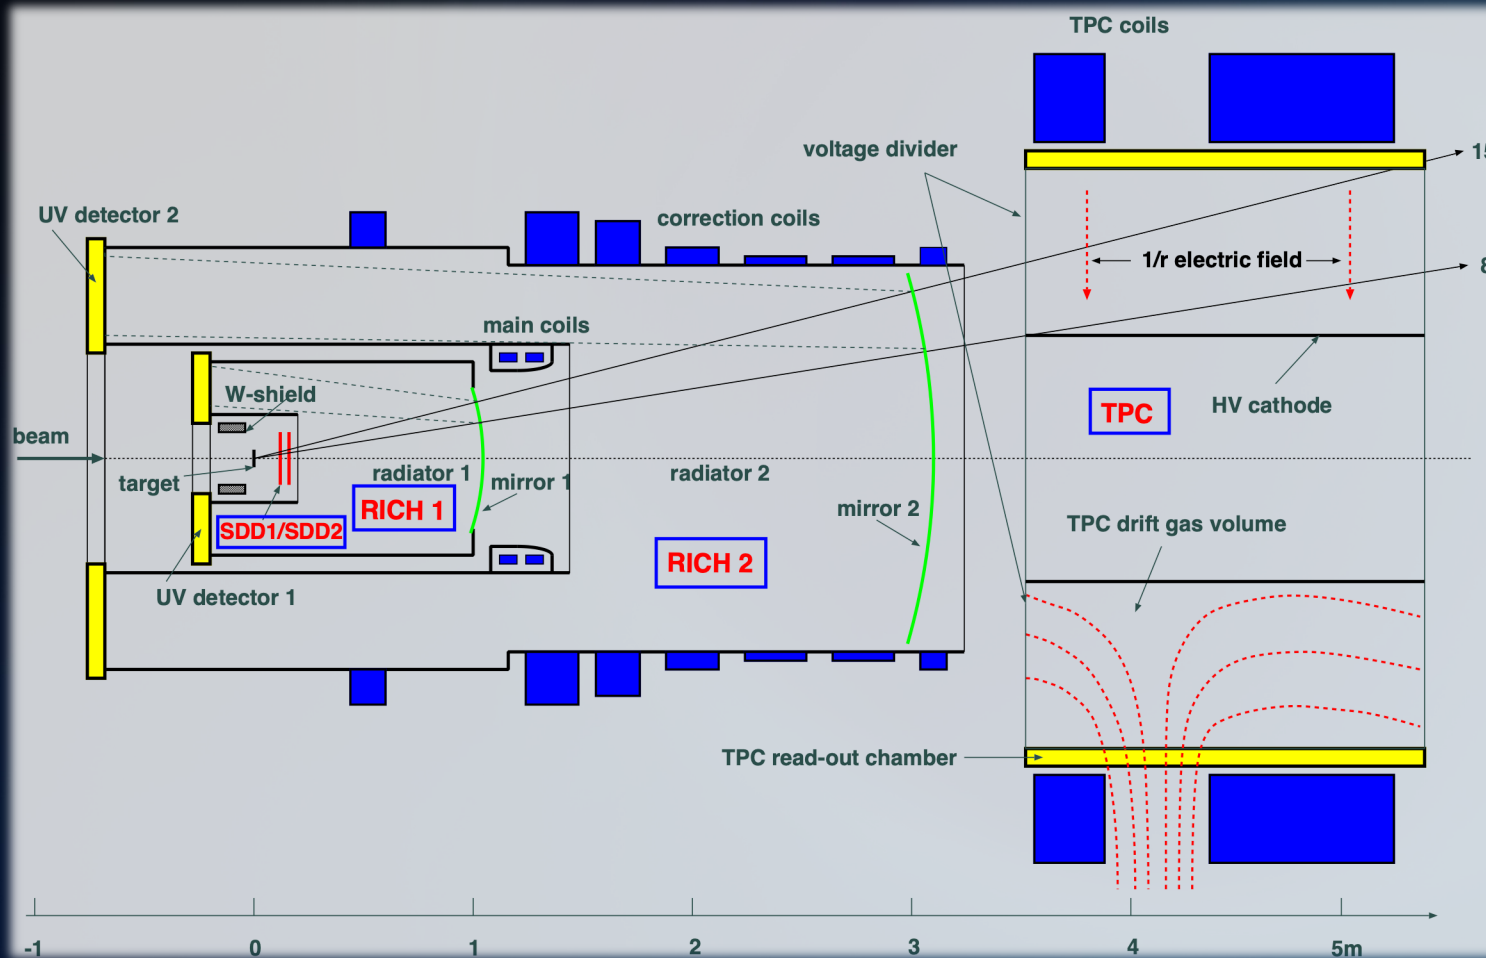 TPC coils
voltage divider
15
UV detector 2
correction coils
1/r electric field
8
main coils
W-shield
HV cathode
TPC
beam
target
radiator 1
mirror 1
radiator 2
RICH 1
mirror 2
SDD1/SDD2
TPC drift gas volume
RICH 2
UV detector 1
TPC read-out chamber
-1 0 1 2 3 4 5m